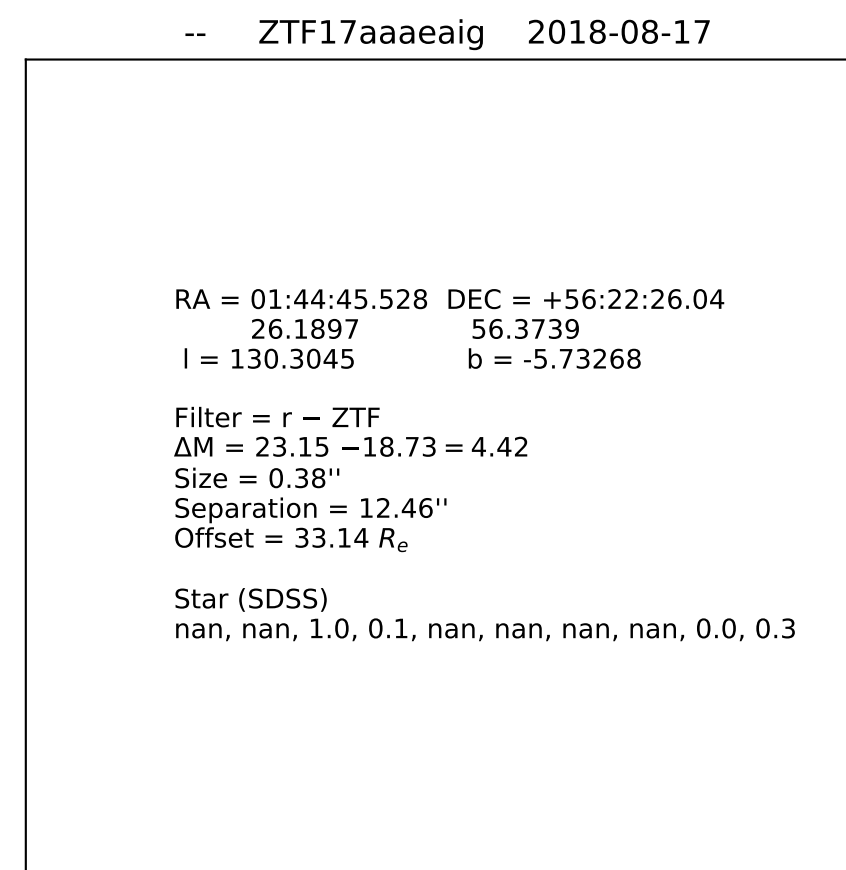 -- ZTF17aaaeaig 2018-08-17
RA = 01:44:45.528 DEC = +56:22:26.04
26.1897 56.3739
l = 130.3045 b = -5.73268
Filter = r − ZTF
ΔM = 23.15 −18.73 = 4.42
Size = 0.38''
Separation = 12.46''
Offset = 33.14 Rₑ
Star (SDSS)
nan, nan, 1.0, 0.1, nan, nan, nan, nan, 0.0, 0.3